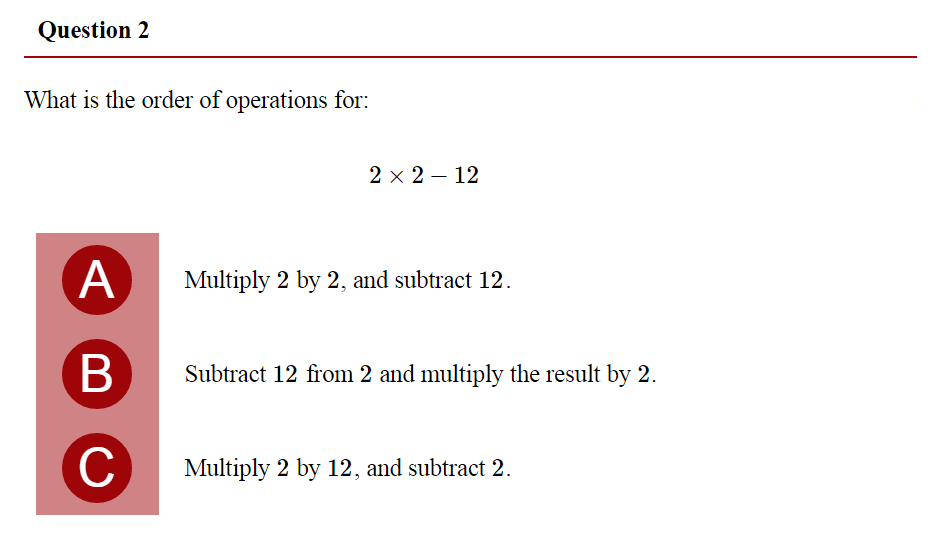 Question 2
What is the order of operations for:
2 × 2 – 12
A Multiply 2 by 2, and subtract 12.
B Subtract 12 from 2 and multiply the result by 2.
C Multiply 2 by 12, and subtract 2.